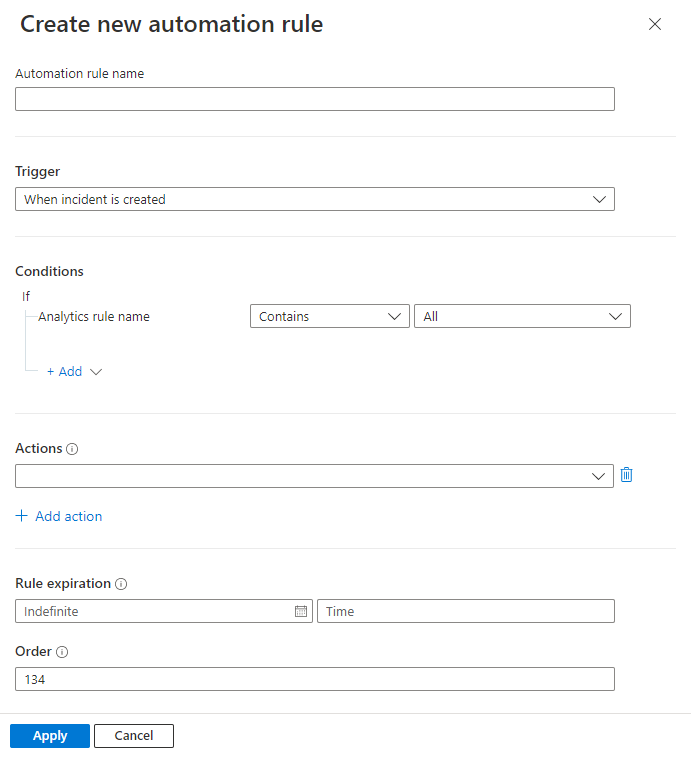 Create new automation rule
Automation rule name
Trigger
When incident is created
Conditions
If
Analytics rule name Contains All
+ Add
Actions
+ Add action
Rule expiration
Indefinite Time
Order
134
Apply Cancel